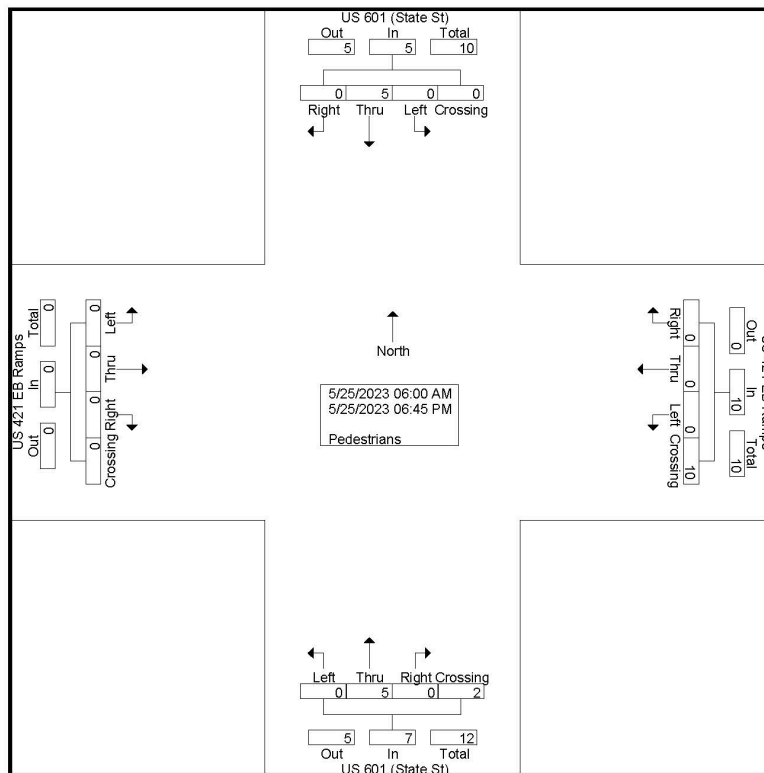 US 601 (State St)
Out In Total
5 5 10
0 5 0 0
Right Thru Left Crossing
US 421 EB Ramps
Total In Out
0 0 0
0 0 0 0
Left Thru Right Crossing
North
5/25/2023 06:00 AM
5/25/2023 06:45 PM
Pedestrians
Right Thru Left Crossing
0 0 0 10
Out In Total
0 10 10
EB Ramps
Left Thru Right Crossing
0 5 0 2
5 7 12
Out In Total
US 601 (State St)